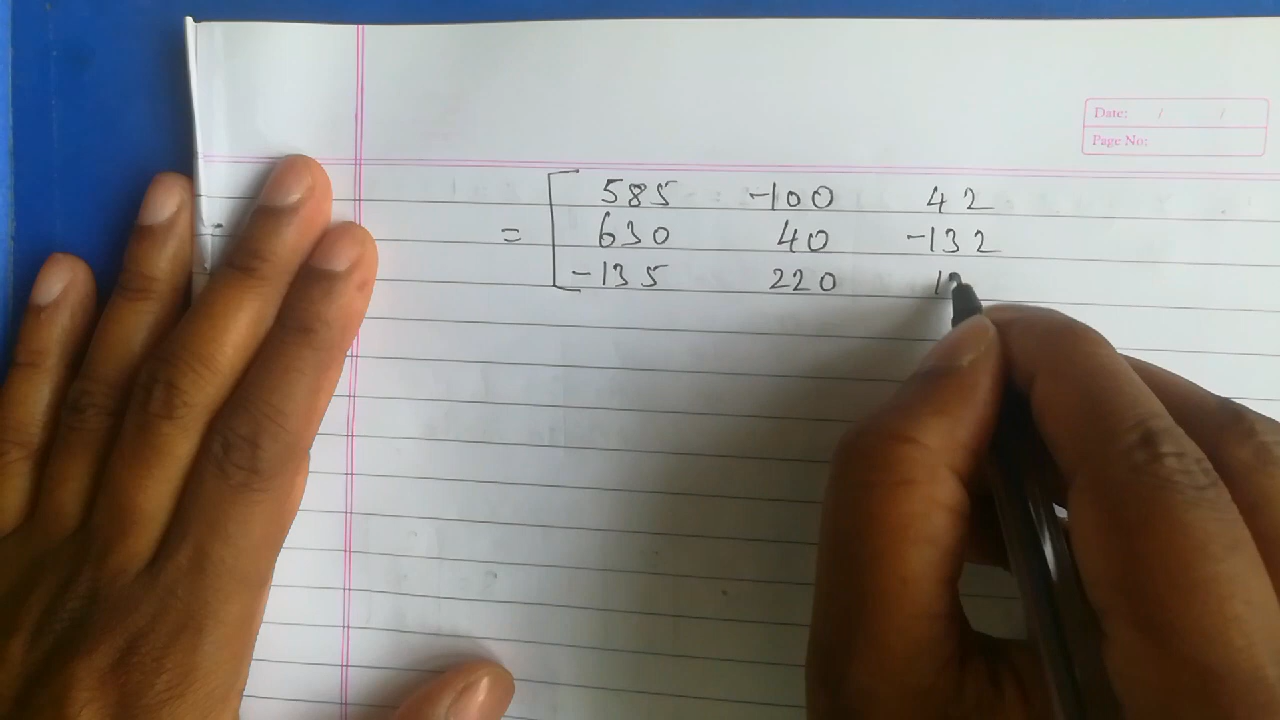 Date: / /
Page No:
585 -100 42
= [ 630 40 -132
-135 220